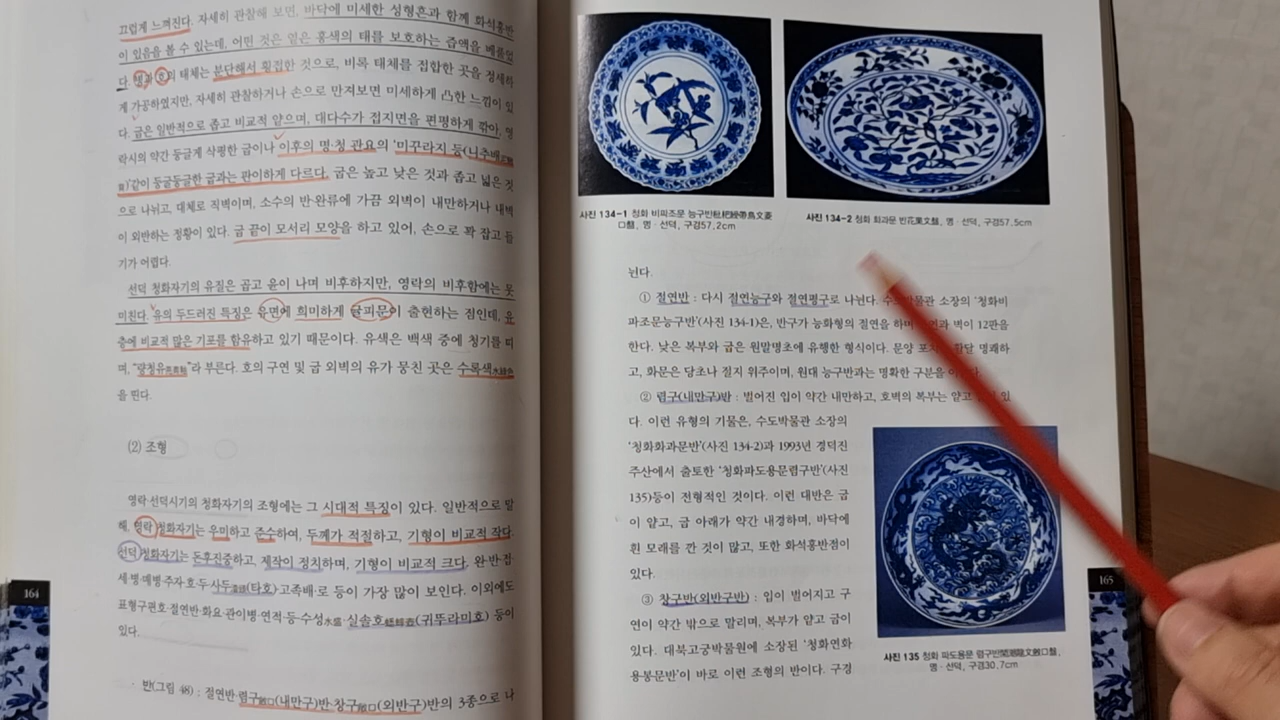 끄럽게 느껴진다. 자세히 관찰해 보면, 바닥에 미세한 성형흔과 함께 화석홍반
이 있음을 볼 수 있는데, 어떤 것은 옅은 홍색의 태를 보호하는 즙액을 베풀었
다. 병과 호의 태체는 분단해서 횡접한 것으로, 비록 태체를 접합한 곳을 정세하
게 가공하였지만, 자세히 관찰하거나 손으로 만져보면 미세하게 凸한 느낌이 있
다. 굽은 일반적으로 좁고 비교적 얕으며, 대다수가 접지면을 편평하게 깎아, 영
락시의 약간 둥글게 삭평한 굽이나 이후의 명·청 관요의 '미꾸라지 등(니추배
)'같이 둥글둥글한 굽과는 판이하게 다르다. 굽은 높고 낮은 것과 좁고 넓은 것
으로 나뉘고, 대체로 직벽이며, 소수의 반·완류에 가끔 외벽이 내만하거나 내벽
이 외반하는 정황이 있다. 굽 끝이 모서리 모양을 하고 있어, 손으로 꽉 잡고 들
기가 어렵다.
선덕 청화자기의 유질은 곱고 윤이 나며 비후하지만, 영락의 비후함에는 못
미친다. 유의 두드러진 특징은 유면에 희미하게 귤피문이 출현하는 점인데, 유
층에 비교적 많은 기포를 함유하고 있기 때문이다. 유색은 백색 중에 청기를 띠
며, "양청유"라 부른다. 호의 구연 및 굽 외벽의 유가 뭉친 곳은 수록색水綠色
을 띤다.
(2) 조형
영락·선덕시기의 청화자기의 조형에는 그 시대적 특징이 있다. 일반적으로 말
해, 영락 청화자기는 우미하고 준수하여, 두께가 적절하고, 기형이 비교적 작다.
선덕 청화자기는 돈후진중하고, 제작이 정치하며, 기형이 비교적 크다. 완·반·접·
세·병·매병·주자·호·두·사두(타호)·고족배·로 등이 가장 많이 보인다. 이외에도
표형구편호·절연반·화요·관이병·연적·등·수성水盛·실솔호(귀뚜라미호) 등이
있다.
· 반(그림 48) : 절연반·렴구(내만구)반·창구敞口(외반구)반의 3종으로 나
164
사진 134-1 청화 비파조문 능구반枇杷綬帶鳥文菱
口盤, 명·선덕, 구경57.2cm
사진 134-2 청화 화과문 반花果文盤, 명·선덕, 구경57.5cm
뉜다.
① 절연반 : 다시 절연능구와 절연평구로 나뉜다. 수도박물관 소장의 '청화비
파조문능구반'(사진 134-1)은, 반구가 능화형의 절연을 하며 벽이 12판을
한다. 낮은 복부와 굽은 원말명초에 유행한 형식이다. 문양 포치 활달 명쾌하
고, 화문은 당초나 절지 위주이며, 원대 능구반과는 명확한 구분을
② 렴구(내만구)반 : 벌어진 입이 약간 내만하고, 호벽의 복부는 얕고 있
다. 이런 유형의 기물은, 수도박물관 소장의
'청화화과문반'(사진 134-2)과 1993년 경덕진
주산에서 출토한 '청화파도용문렴구반'(사진
135)등이 전형적인 것이다. 이런 대반은 굽
이 얕고, 굽 아래가 약간 내경하며, 바닥에
흰 모래를 깐 것이 많고, 또한 화석홍반점이
있다.
③ 창구반(외반구반) : 입이 벌어지고 구
연이 약간 밖으로 말리며, 복부가 얕고 굽이
있다. 대북고궁박물원에 소장된 '청화연화
용봉문반'이 바로 이런 조형의 반이다. 구경
사진 135 청화 파도용문 렴구반
명·선덕, 구경30.7cm
165